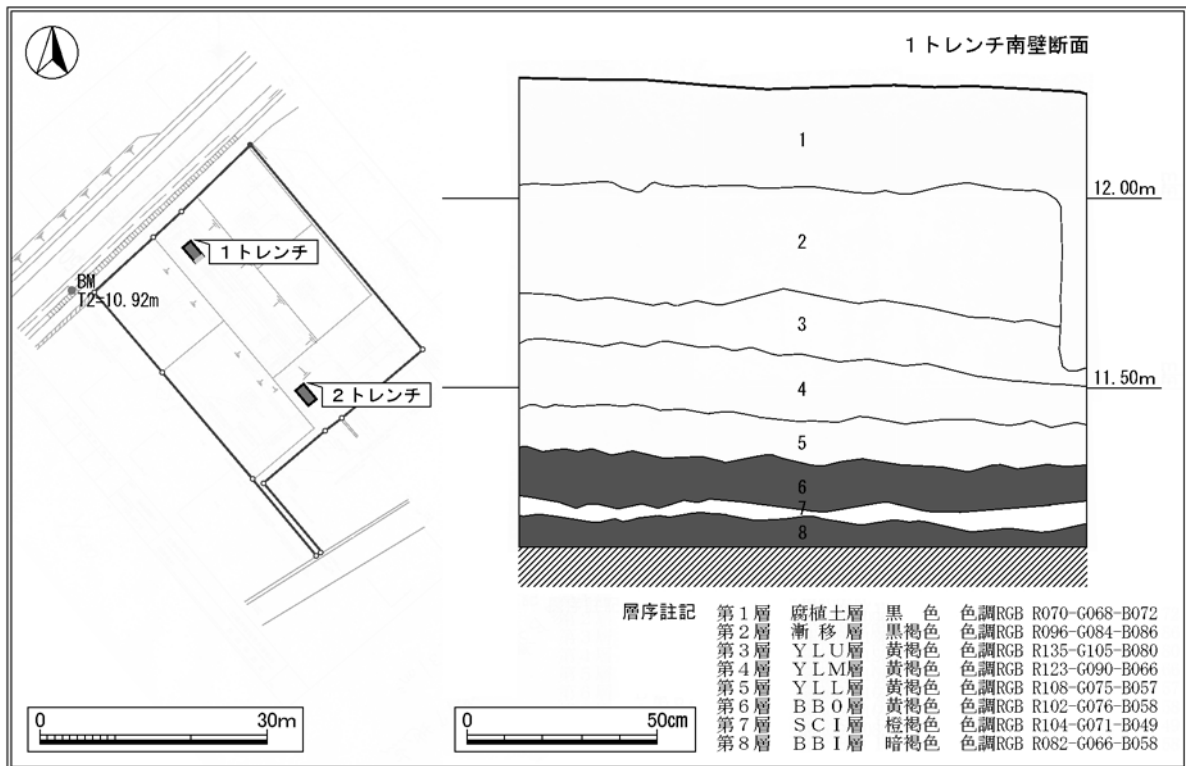 1トレンチ南壁断面
1
12.00m
2
1トレンチ
BM
T2=10.92m
3
11.50m
4
2トレンチ
5
6
7
8
層序註記 第1層 腐植土層 黒 色 色調RGB R070-G068-B072
第2層 漸移層 黒褐色 色調RGB R096-G084-B086
第3層 YLU層 黄褐色 色調RGB R135-G105-B080
第4層 YLM層 黄褐色 色調RGB R123-G090-B066
第5層 YLL層 黄褐色 色調RGB R108-G075-B057
第6層 BB0層 黄褐色 色調RGB R102-G076-B058
第7層 SCI層 橙褐色 色調RGB R104-G071-B049
第8層 BBI層 暗褐色 色調RGB R082-G066-B058
0 30m
0 50cm